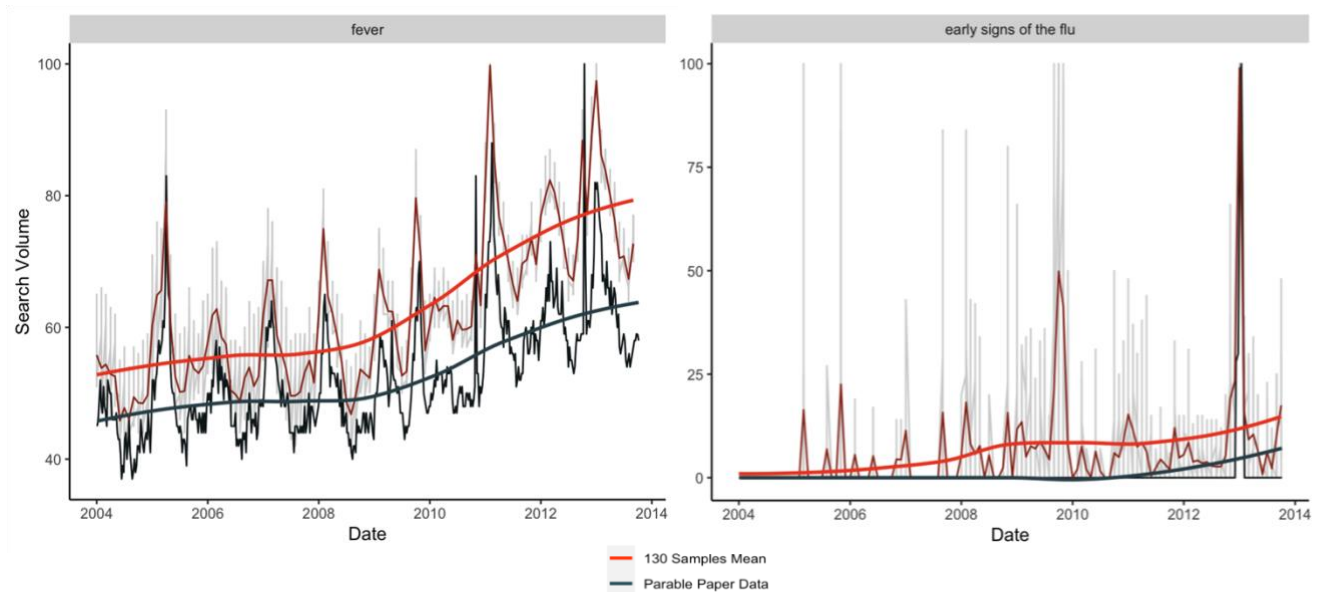 fever
early signs of the flu
Search Volume
100
80
60
40
100
75
50
25
0
2004 2006 2008 2010 2012 2014
2004 2006 2008 2010 2012 2014
Date
Date
130 Samples Mean
Parable Paper Data